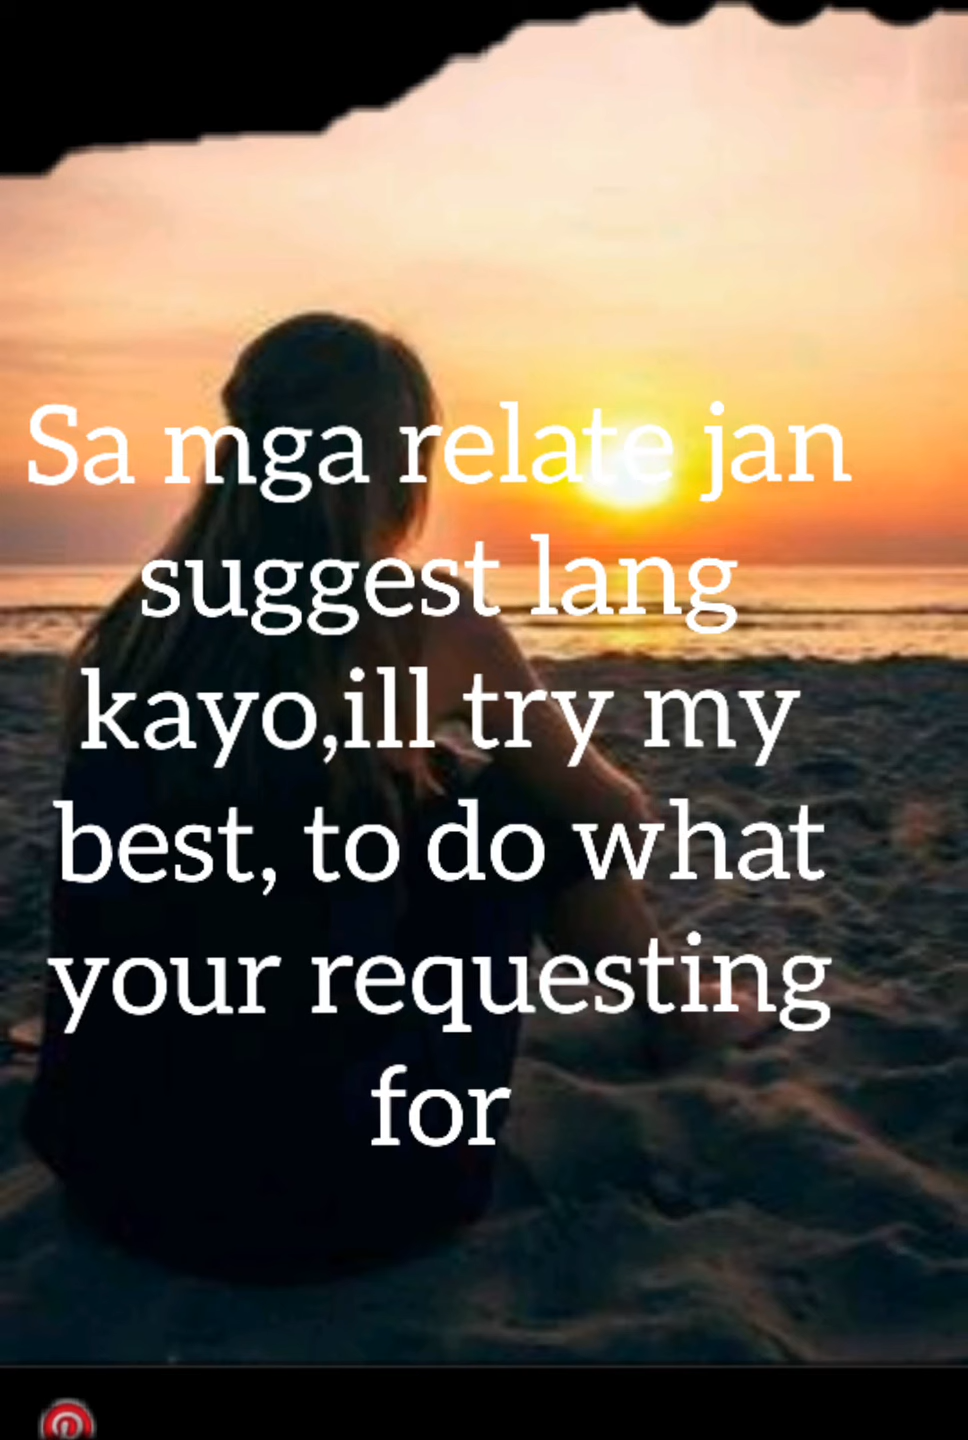 Sa mga relate jan
suggest lang
kayo,ill try my
best, to do what
your requesting
for